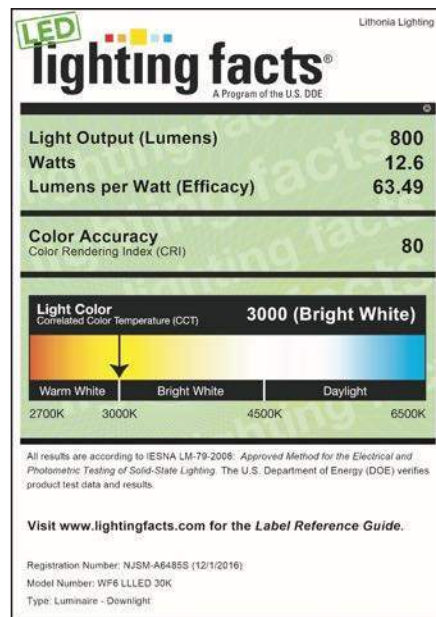 Lithonia Lighting
LED
lighting facts®
A Program of the U.S. DOE
Light Output (Lumens) 800
Watts 12.6
Lumens per Watt (Efficacy) 63.49
Color Accuracy
Color Rendering Index (CRI) 80
Light Color
Correlated Color Temperature (CCT) 3000 (Bright White)
Warm White Bright White Daylight
2700K 3000K 4500K 6500K
All results are according to IESNA LM-79-2008: Approved Method for the Electrical and
Photometric Testing of Solid-State Lighting. The U.S. Department of Energy (DOE) verifies
product test data and results.
Visit www.lightingfacts.com for the Label Reference Guide.
Registration Number: NJSM-A6485S (12/1/2016)
Model Number: WF6 LLLED 30K
Type: Luminaire - Downlight